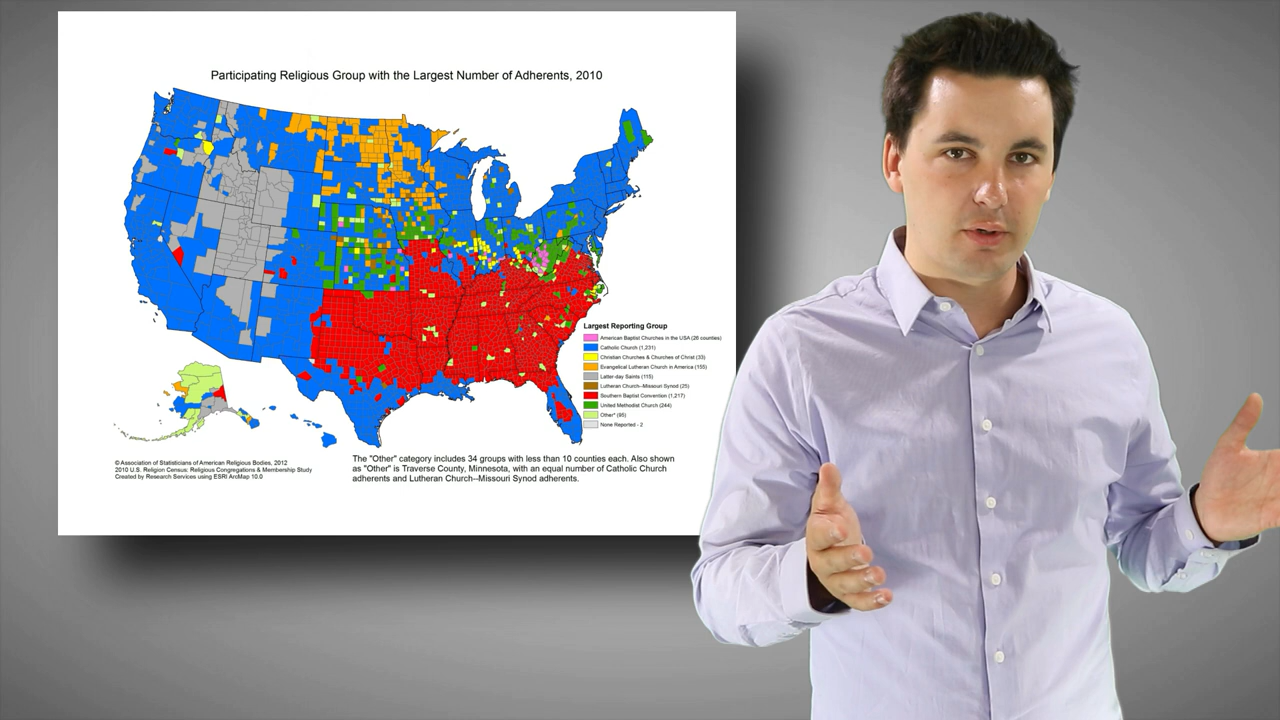 Participating Religious Group with the Largest Number of Adherents, 2010
Largest Reporting Group
American Baptist Churches in the USA (26 counties)
Catholic Church (1,231)
Christian Churches & Churches of Christ (33)
Evangelical Lutheran Church in America (155)
Latter-day Saints (115)
Lutheran Church--Missouri Synod (25)
Southern Baptist Convention (1,217)
United Methodist Church (244)
Other* (95)
None Reported - 2
© Association of Statisticians of American Religious Bodies, 2012
2010 U.S. Religion Census: Religious Congregations & Membership Study
Created by Research Services using ESRI ArcMap 10.0
The "Other" category includes 34 groups with less than 10 counties each. Also shown
as "Other" is Traverse County, Minnesota, with an equal number of Catholic Church
adherents and Lutheran Church--Missouri Synod adherents.